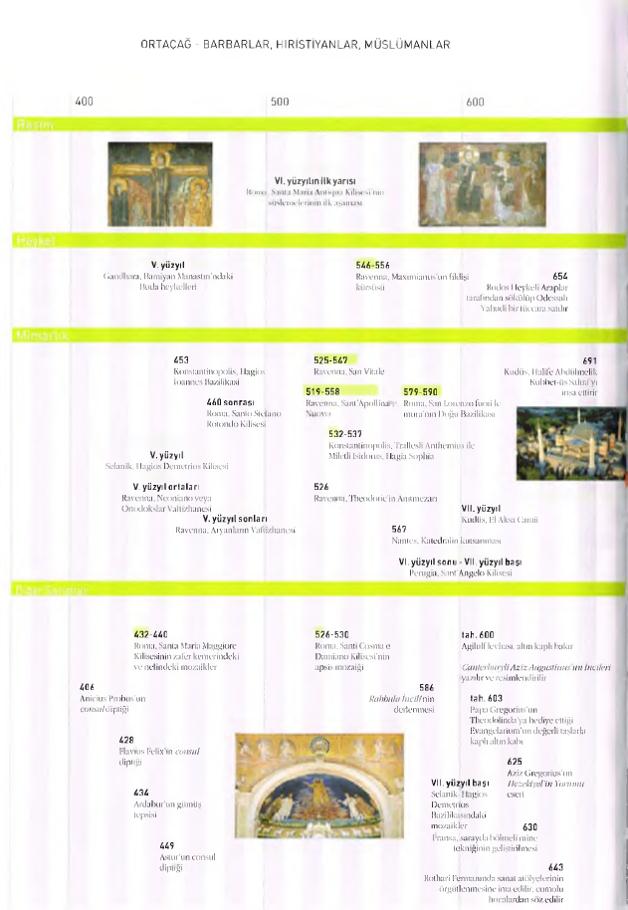 ORTAÇAĞ - BARBARLAR, HIRİSTİYANLAR, MÜSLÜMANLAR
400
500
600
Resim
VI. yüzyılın ilk yarısı
Roma, Santa Maria Antiqua Kilisesi'nin
süslemelerinin ilk aşaması
Heykel
V. yüzyıl
Gandhara, Bamiyan Manastırı'ndaki
Buda heykelleri
546-556
Ravenna, Maximianus'un fildişi
kürsüsü
654
Rodos Heykeli Araplar
tarafından sökülüp Odessalı
Yahudi bir tüccara satılır
Mimarlık
453
Konstantinopolis, Hagios
Ioannes Bazilikası
460 sonrası
Roma, Santo Stefano
Rotondo Kilisesi
V. yüzyıl
Selanik, Hagios Demetrios Kilisesi
V. yüzyıl ortaları
Ravenna, Neoniano veya
Ortodokslar Vaftizhanesi
V. yüzyıl sonları
Ravenna, Aryanların Vaftizhanesi
525-547
Ravenna, San Vitale
519-558
Ravenna, Sant'Apollinare
Nuovo
579-590
Roma, San Lorenzo fuori le
mura'nın Doğu Bazilikası
532-537
Konstantinopolis, Trallesli Anthemius ile
Miletli Isidorus, Hagia Sophia
526
Ravenna, Theodoric'in Anıtmezarı
567
Nantes, Katedralin kutsanması
VI. yüzyıl sonu - VII. yüzyıl başı
Perugia, Sant'Angelo Kilisesi
VII. yüzyıl
Kudüs, El Aksa Camii
691
Kudüs, Halife Abdülmelik
Kubbet-üs Sahra'yı
inşa ettirir
Diğer Sanatlar
432-440
Roma, Santa Maria Maggiore
Kilisesinin zafer kemerindeki
ve nefindeki mozaikler
406
Anicius Probus'un
consul diptiği
428
Flavius Felix'in consul
diptiği
434
Ardabur'un gümüş
tepsisi
449
Astur'un consul
diptiği
526-530
Roma, Santi Cosma e
Damiano Kilisesi'nin
apsis mozaiği
586
Rabbula İncili'nin
derlenmesi
tah. 600
Agilulf levhası, altın kaplı bakır
Canterburyli Aziz Augustinus'un İncileri
yazılır ve resimlendirilir
tah. 603
Papa Gregorius'un
Theodolinda'ya hediye ettiği
Evangelarium'un değerli taşlarla
kaplı altın kabı
625
Aziz Gregorius'un
Hezekiel'in Yorumu
eseri
VII. yüzyıl başı
Selanik, Hagios
Demetrios
Bazilikasındaki
mozaikler
630
Fransa, sarayda bölmeli mine
tekniğinin geliştirilmesi
643
Rothari Fermanında sanat atölyelerinin
örgütlenmesine ima edilir, comolu
hocalardan söz edilir